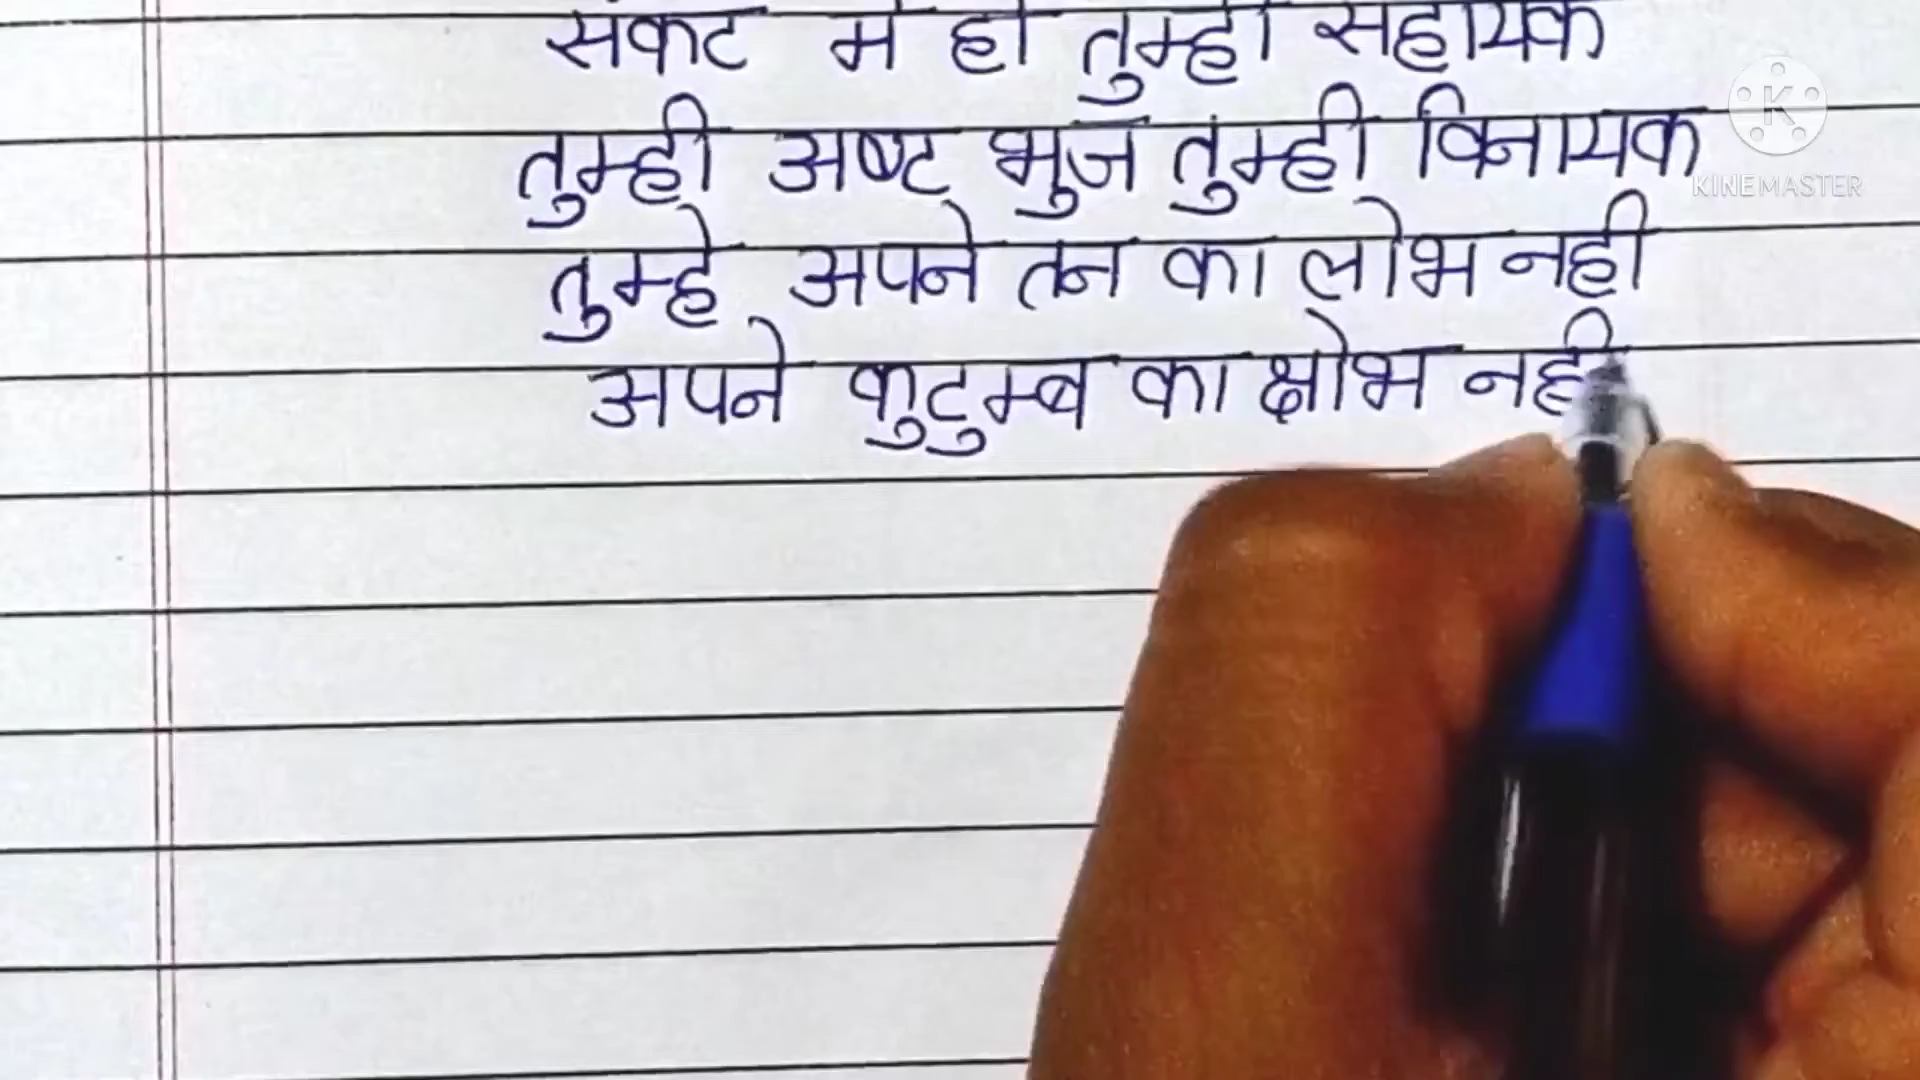 संकट में हो तुम्ही सहायक
तुम्ही अष्ट भुज तुम्ही विनायक
तुम्हे अपने तन का लोभ नही
अपने कुटुम्ब का क्षोभ नही
KINEMASTER